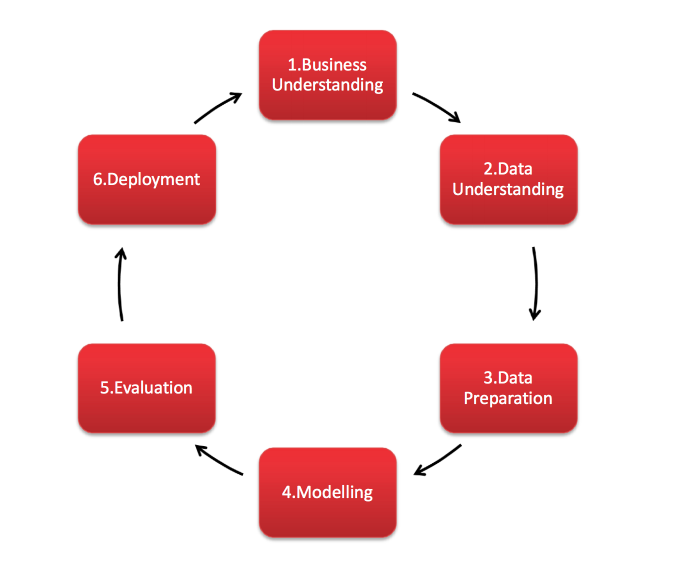 1.Business
Understanding
2.Data
Understanding
3.Data
Preparation
4.Modelling
5.Evaluation
6.Deployment